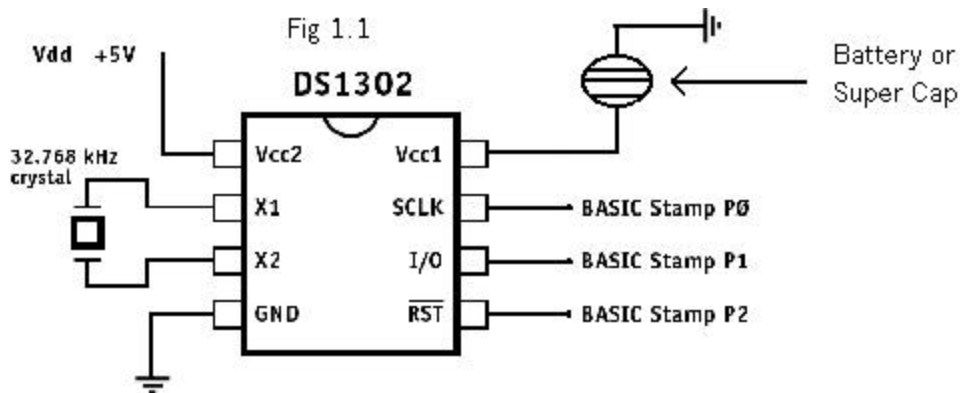 Fig 1.1
Vdd +5V
Battery or
Super Cap
DS1302
32.768 kHz
crystal
Vcc2
Vcc1
X1
SCLK
BASIC Stamp P0
X2
I/O
BASIC Stamp P1
GND
RST
BASIC Stamp P2